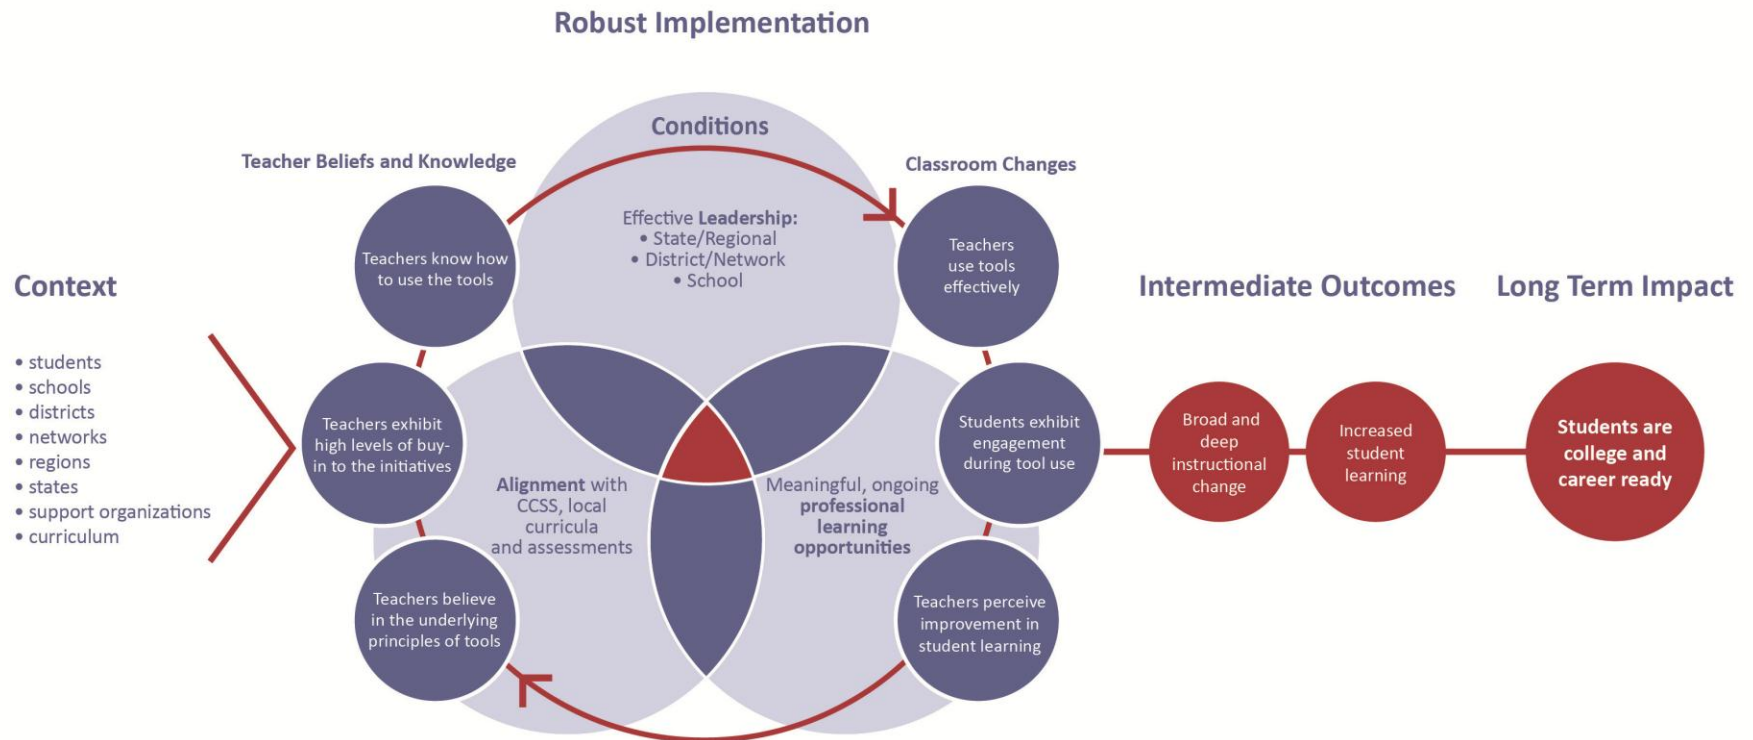 Robust Implementation
Context
• students
• schools
• districts
• networks
• regions
• states
• support organizations
• curriculum
Teacher Beliefs and Knowledge
Teachers know how
to use the tools
Teachers exhibit
high levels of buy-
in to the initiatives
Teachers believe
in the underlying
principles of tools
Conditions
Effective Leadership:
• State/Regional
• District/Network
• School
Alignment with
CCSS, local
curricula
and assessments
Meaningful, ongoing
professional
learning
opportunities
Classroom Changes
Teachers
use tools
effectively
Students exhibit
engagement
during tool use
Teachers perceive
improvement in
student learning
Intermediate Outcomes
Broad and
deep
instructional
change
Increased
student
learning
Long Term Impact
Students are
college and
career ready